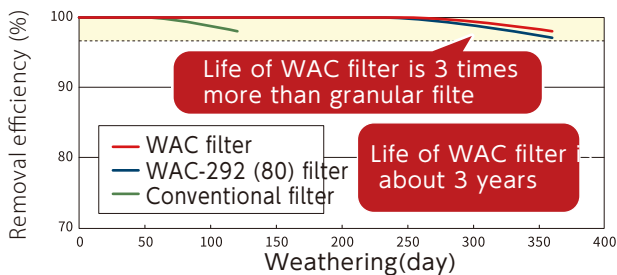 Removal efficiency (%)
100
90
80
70
Life of WAC filter is 3 times
more than granular filte
WAC filter
WAC-292 (80) filter
Conventional filter
Life of WAC filter i
about 3 years
0
50
100
150
200
250
300
350
400
Weathering(day)